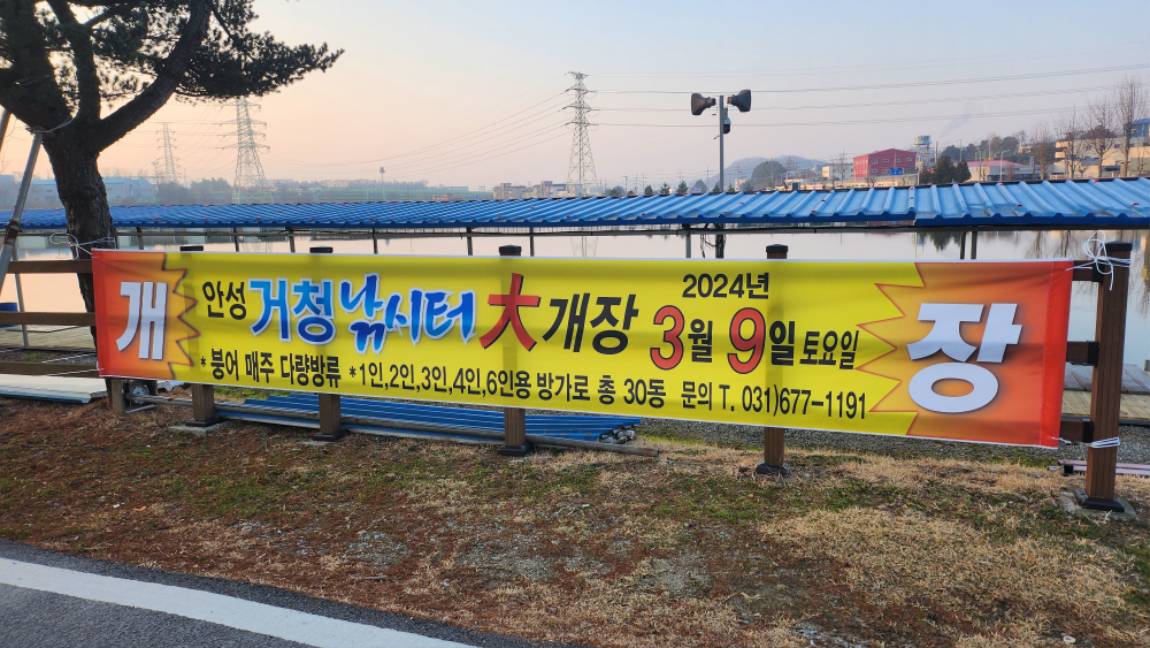 개
안성 거청낚시터 大개장 2024년 3월 9일 토요일
* 붕어 매주 다량방류 *1인,2인,3인,4인,6인용 방가로 총 30동 문의 T. 031)677-1191
장